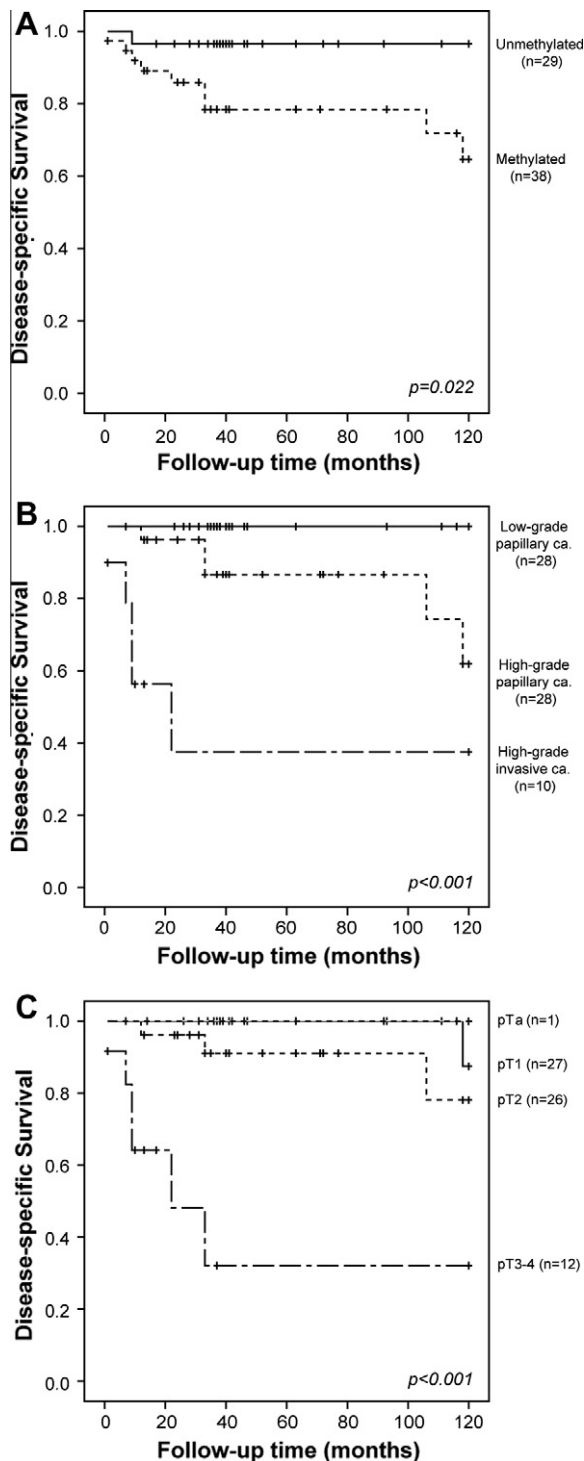 A
Disease-specific Survival
1.0
0.8
0.6
0.4
0.2
0.0
Unmethylated
(n=29)
Methylated
(n=38)
p=0.022
0 20 40 60 80 100 120
Follow-up time (months)
B
Disease-specific Survival
1.0
0.8
0.6
0.4
0.2
0.0
Low-grade
papillary ca.
(n=28)
High-grade
papillary ca.
(n=28)
High-grade
invasive ca.
(n=10)
p<0.001
0 20 40 60 80 100 120
Follow-up time (months)
C
Disease-specific Survival
1.0
0.8
0.6
0.4
0.2
0.0
pTa (n=1)
pT1 (n=27)
pT2 (n=26)
pT3-4 (n=12)
p<0.001
0 20 40 60 80 100 120
Follow-up time (months)